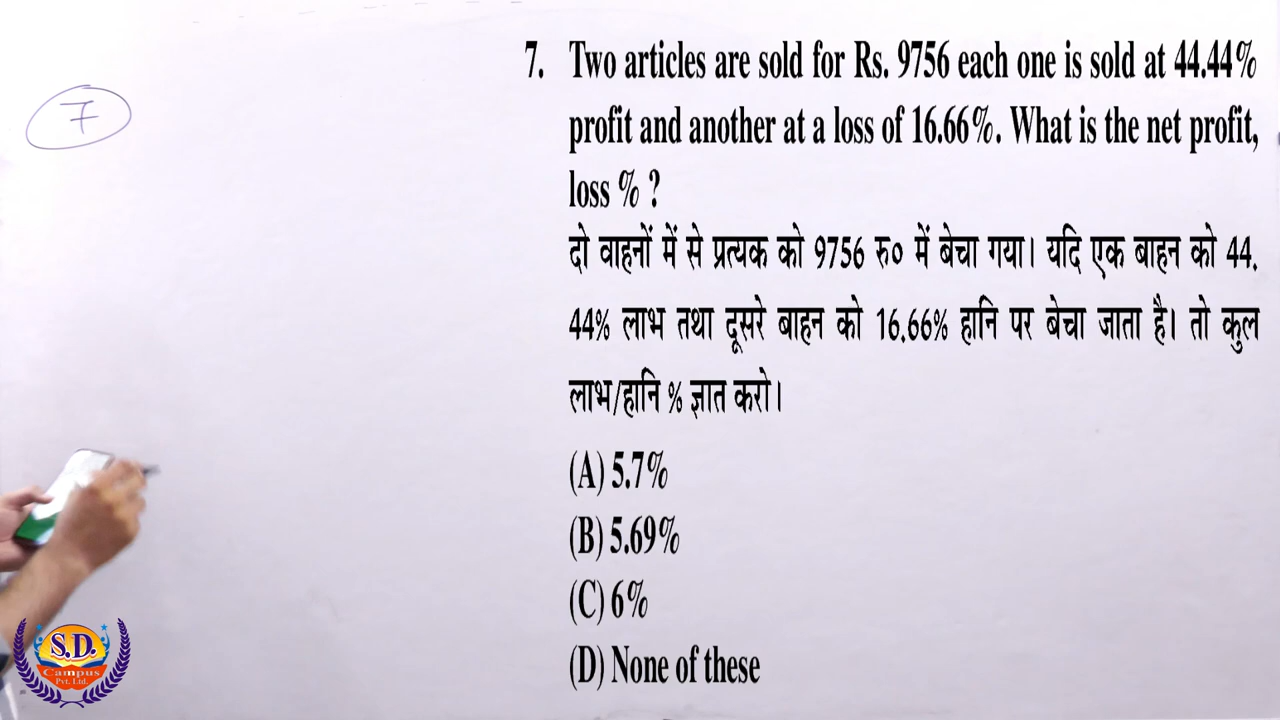 7
7. Two articles are sold for Rs. 9756 each one is sold at 44.44%
profit and another at a loss of 16.66%. What is the net profit,
loss % ?
दो वाहनों में से प्रत्यक को 9756 रु० में बेचा गया। यदि एक बाहन को 44.
44% लाभ तथा दूसरे बाहन को 16.66% हानि पर बेचा जाता है। तो कुल
लाभ/हानि % ज्ञात करो।
(A) 5.7%
(B) 5.69%
(C) 6%
(D) None of these
S.D.
Campus
Pvt. Ltd.